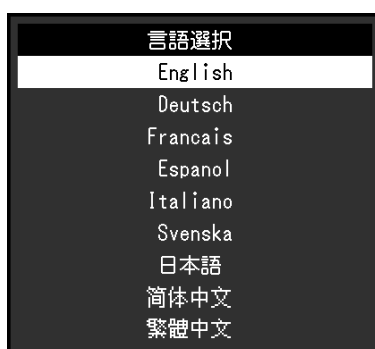 言語選択
English
Deutsch
Francais
Espanol
Italiano
Svenska
日本語
简体中文
繁體中文